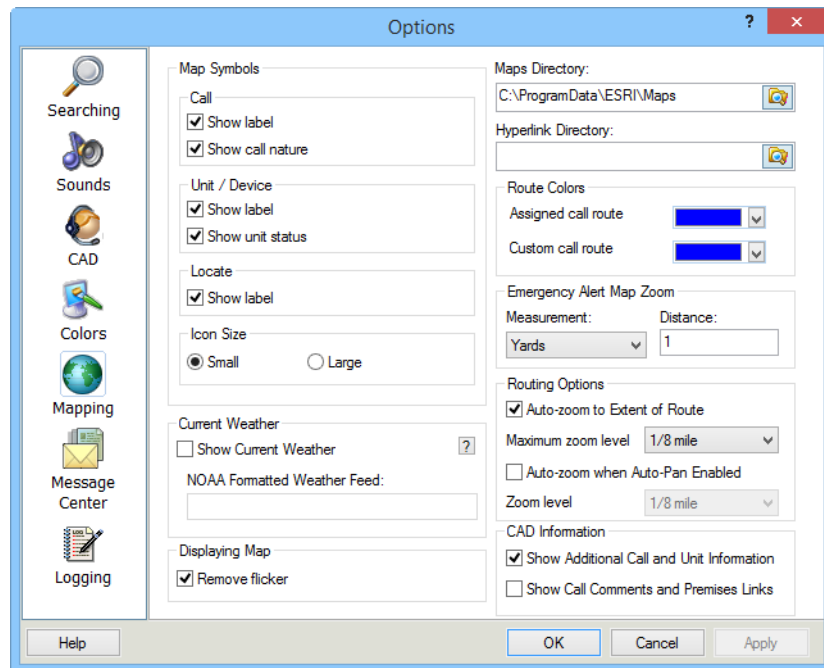 Options
?
Searching
Sounds
CAD
Colors
Mapping
Message
Center
Logging
Map Symbols
Call
Show label
Show call nature
Unit / Device
Show label
Show unit status
Locate
Show label
Icon Size
Small Large
Current Weather
Show Current Weather ?
NOAA Formatted Weather Feed:
Displaying Map
Remove flicker
Maps Directory:
C:\ProgramData\ESRI\Maps
Hyperlink Directory:
Route Colors
Assigned call route
Custom call route
Emergency Alert Map Zoom
Measurement: Distance:
Yards 1
Routing Options
Auto-zoom to Extent of Route
Maximum zoom level 1/8 mile
Auto-zoom when Auto-Pan Enabled
Zoom level 1/8 mile
CAD Information
Show Additional Call and Unit Information
Show Call Comments and Premises Links
Help OK Cancel Apply